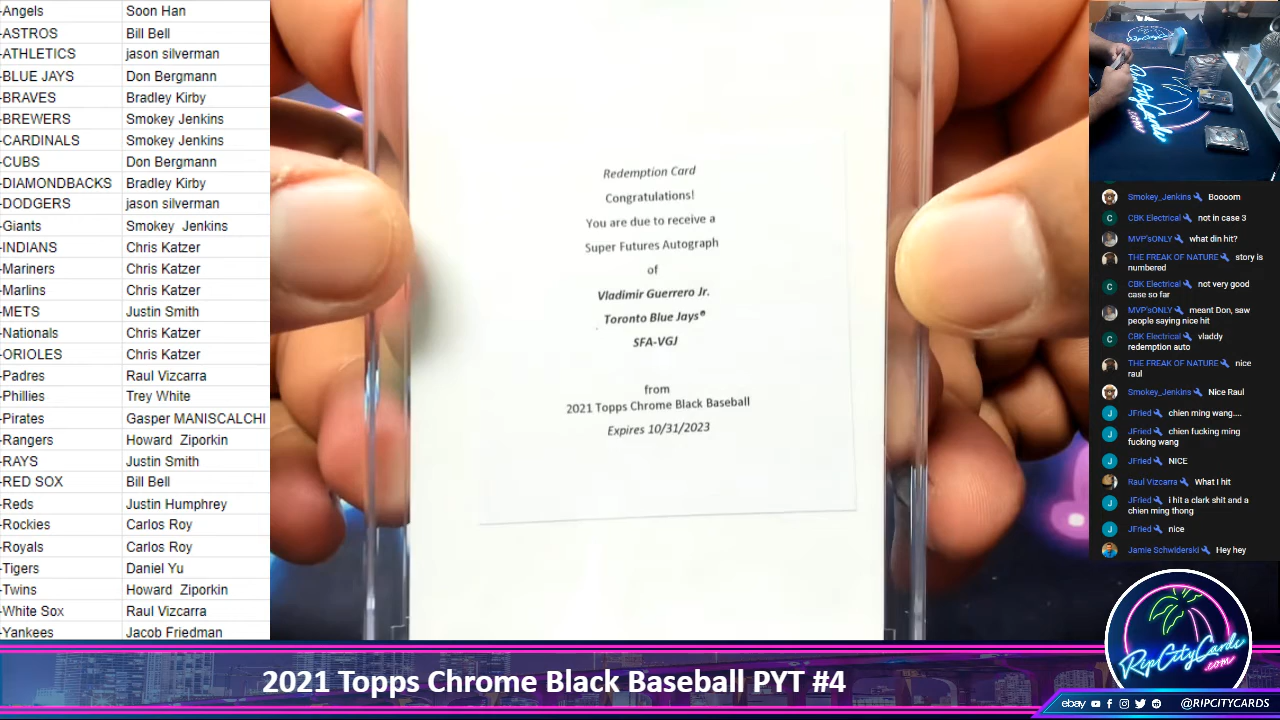 -Angels Soon Han
-ASTROS Bill Bell
-ATHLETICS jason silverman
-BLUE JAYS Don Bergmann
-BRAVES Bradley Kirby
-BREWERS Smokey Jenkins
-CARDINALS Smokey Jenkins
-CUBS Don Bergmann
-DIAMONDBACKS Bradley Kirby
-DODGERS jason silverman
-Giants Smokey Jenkins
-INDIANS Chris Katzer
-Mariners Chris Katzer
-Marlins Chris Katzer
-METS Justin Smith
-Nationals Chris Katzer
-ORIOLES Chris Katzer
-Padres Raul Vizcarra
-Phillies Trey White
-Pirates Gasper MANISCALCHI
-Rangers Howard Ziporkin
-RAYS Justin Smith
-RED SOX Bill Bell
-Reds Justin Humphrey
-Rockies Carlos Roy
-Royals Carlos Roy
-Tigers Daniel Yu
-Twins Howard Ziporkin
-White Sox Raul Vizcarra
-Yankees Jacob Friedman
Redemption Card
Congratulations!
You are due to receive a
Super Futures Autograph
of
Vladimir Guerrero Jr.
Toronto Blue Jays®
SFA-VGJ
from
2021 Topps Chrome Black Baseball
Expires 10/31/2023
RipCityCards
.com
Smokey_Jenkins Boooom
C CBK Electrical not in case 3
MVP'sONLY what din hit?
THE FREAK OF NATURE story is
numbered
C CBK Electrical not very good
case so far
MVP'sONLY meant Don, saw
people saying nice hit
C CBK Electrical vladdy
redemption auto
THE FREAK OF NATURE nice
raul
Smokey_Jenkins Nice Raul
J JFried chien ming wang....
J JFried chien fucking ming
fucking wang
J JFried NICE
Raul Vizcarra What I hit
J JFried i hit a clark shit and a
chien ming thong
J JFried nice
Jamie Schwiderski Hey hey
RipCityCards
.com
2021 Topps Chrome Black Baseball PYT #4
ebay @RIPCITYCARDS